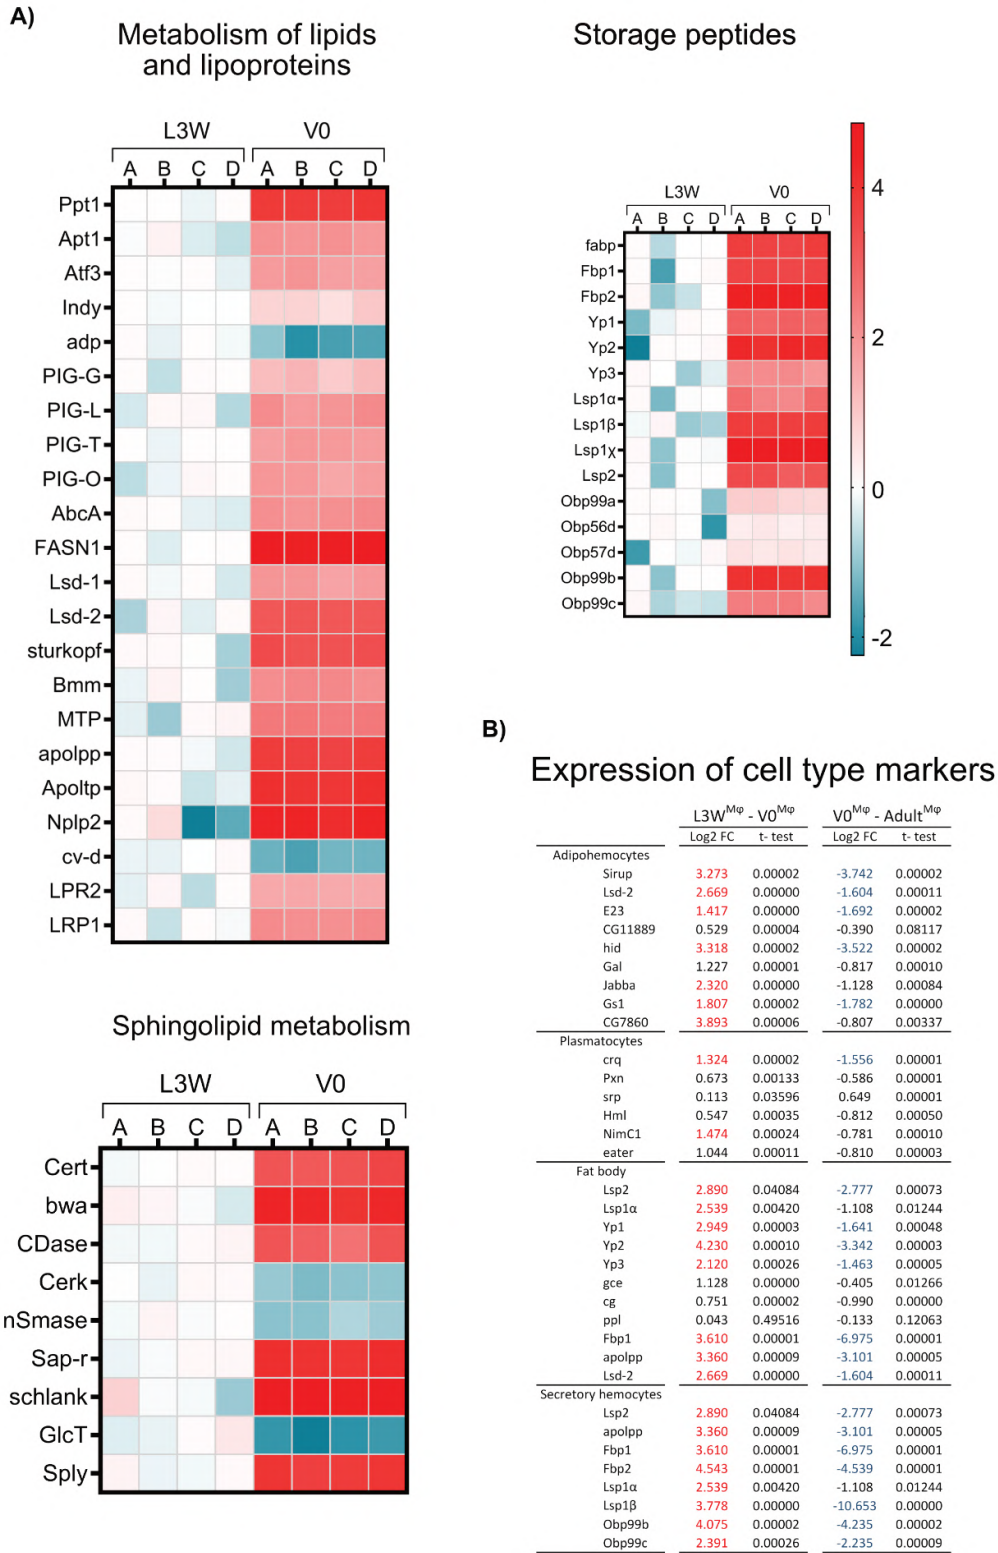 A)
Metabolism of lipids
and lipoproteins
L3W V0
A B C D A B C D
Ppt1
Apt1
Atf3
Indy
adp
PIG-G
PIG-L
PIG-T
PIG-O
AbcA
FASN1
Lsd-1
Lsd-2
sturkopf
Bmm
MTP
apolpp
Apoltp
Nplp2
cv-d
LPR2
LRP1
Sphingolipid metabolism
L3W V0
A B C D A B C D
Cert
bwa
CDase
Cerk
nSmase
Sap-r
schlank
GlcT
Sply
Storage peptides
L3W V0
A B C D A B C D
fabp
Fbp1
Fbp2
Yp1
Yp2
Yp3
Lsp1α
Lsp1β
Lsp1χ
Lsp2
Obp99a
Obp56d
Obp57d
Obp99b
Obp99c
4
2
0
-2
B)
Expression of cell type markers
L3W^Mφ - V0^Mφ V0^Mφ - Adult^Mφ
Log2 FC t- test Log2 FC t- test
Adipohemocytes
Sirup 3.273 0.00002 -3.742 0.00002
Lsd-2 2.669 0.00000 -1.604 0.00011
E23 1.417 0.00000 -1.692 0.00002
CG11889 0.529 0.00004 -0.390 0.08117
hid 3.318 0.00002 -3.522 0.00002
Gal 1.227 0.00001 -0.817 0.00010
Jabba 2.320 0.00000 -1.128 0.00084
Gs1 1.807 0.00002 -1.782 0.00000
CG7860 3.893 0.00006 -0.807 0.00337
Plasmatocytes
crq 1.324 0.00002 -1.556 0.00001
Pxn 0.673 0.00133 -0.586 0.00001
srp 0.113 0.03596 0.649 0.00001
Hml 0.547 0.00035 -0.812 0.00050
NimC1 1.474 0.00024 -0.781 0.00010
eater 1.044 0.00011 -0.810 0.00003
Fat body
Lsp2 2.890 0.04084 -2.777 0.00073
Lsp1α 2.539 0.00420 -1.108 0.01244
Yp1 2.949 0.00003 -1.641 0.00048
Yp2 4.230 0.00010 -3.342 0.00003
Yp3 2.120 0.00026 -1.463 0.00005
gce 1.128 0.00000 -0.405 0.01266
cg 0.751 0.00002 -0.990 0.00000
ppl 0.043 0.49516 -0.133 0.12063
Fbp1 3.610 0.00001 -6.975 0.00001
apolpp 3.360 0.00009 -3.101 0.00005
Lsd-2 2.669 0.00000 -1.604 0.00011
Secretory hemocytes
Lsp2 2.890 0.04084 -2.777 0.00073
apolpp 3.360 0.00009 -3.101 0.00005
Fbp1 3.610 0.00001 -6.975 0.00001
Fbp2 4.543 0.00001 -4.539 0.00001
Lsp1α 2.539 0.00420 -1.108 0.01244
Lsp1β 3.778 0.00000 -10.653 0.00000
Obp99b 4.075 0.00002 -4.235 0.00002
Obp99c 2.391 0.00026 -2.235 0.00009